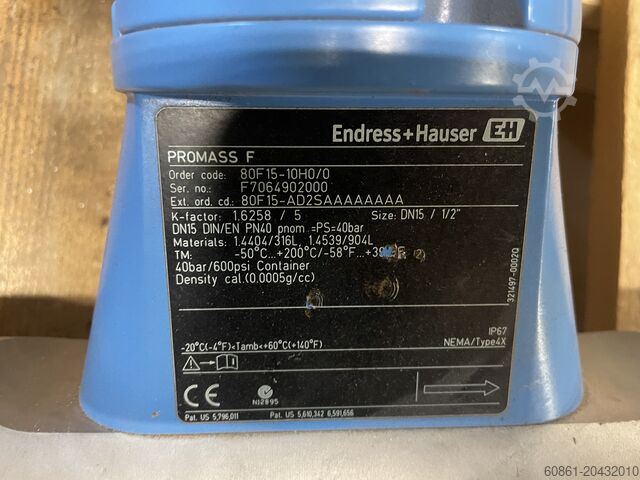 Endress+Hauser EH
PROMASS F
Order code: 80F15-10H0/0
Ser. no.: F7064902000
Ext. ord. cd.: 80F15-AD2SAAAAAAAA
K-factor: 1.6258 / 5 Size: DN15 / 1/2"
DN15 DIN/EN PN40 pnom.=PS=40bar
Materials: 1.4404/316L, 1.4539/904L
TM: -50°C...+200°C/-58°F...
40bar/600psi Container
Density cal.(0.0005g/cc)
321497-0002Q
IP67
-20°C(-4°F)<Tamb<+60°C(+140°F) NEMA/Type4X
CE N12895
Pat. US 5,796,011 Pat. US 5,610,342 6,591,656
60861-20432010